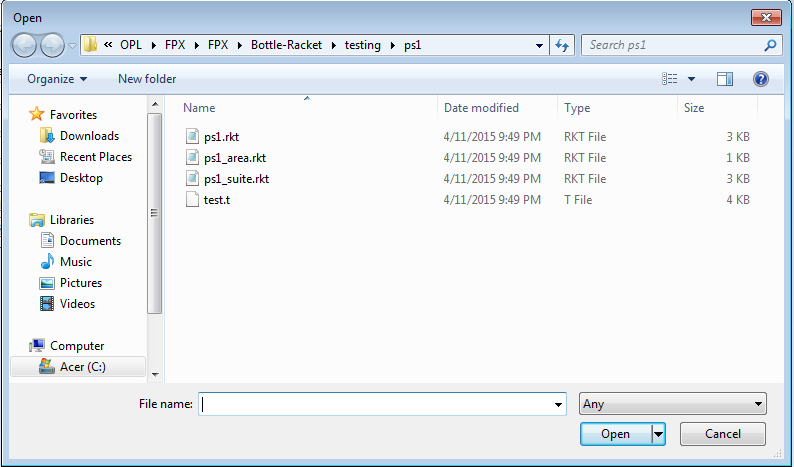 Open
« OPL FPX FPX Bottle-Racket testing ps1 Search ps1
Organize New folder ?
Favorites
Downloads
Recent Places
Desktop
Libraries
Documents
Music
Pictures
Videos
Computer
Acer (C:)
Name Date modified Type Size
ps1.rkt 4/11/2015 9:49 PM RKT File 3 KB
ps1_area.rkt 4/11/2015 9:49 PM RKT File 1 KB
ps1_suite.rkt 4/11/2015 9:49 PM RKT File 3 KB
test.t 4/11/2015 9:49 PM T File 4 KB
File name: Any
Open Cancel